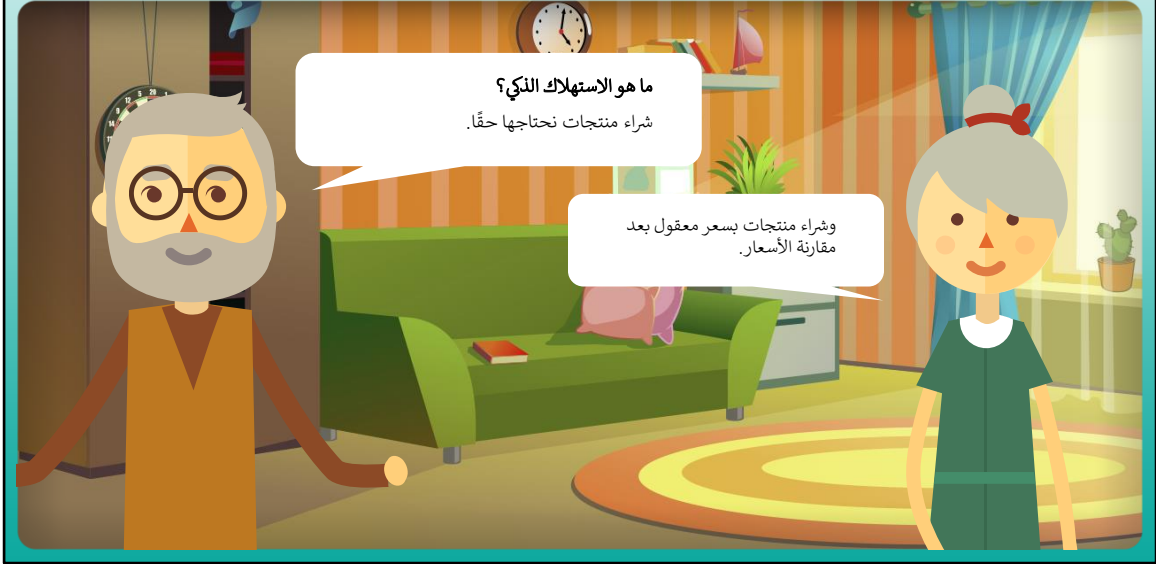 ما هو الاستهلاك الذكي؟
شراء منتجات نحتاجها حقًا.
وشراء منتجات بسعر معقول بعد
مقارنة الأسعار.